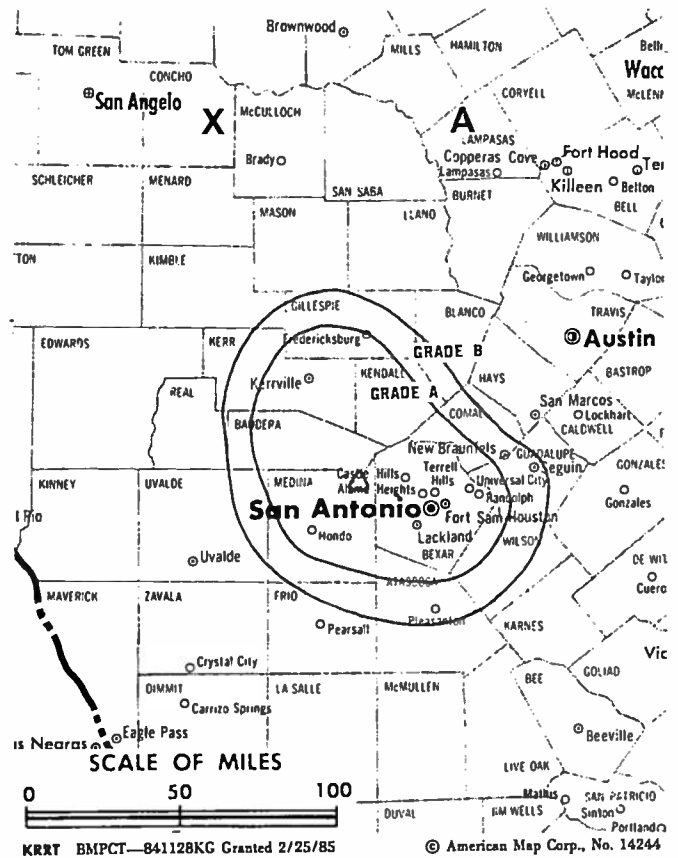 Brownwood
TOM GREEN
MILLS
HAMILTON
CONCHO
San Angelo
CORYELL
X
McCULLOCH
A
LAMPASAS
Copperas Cove
Fort Hood
Brady
Lampasas
Killeen
Belton
SCHLEICHER
MENARD
SAN SABA
BURNET
BELL
MASON
LLANO
WILLIAMSON
KIMBLE
Georgetown
Taylor
GILLESPIE
BLANCO
TRAVIS
EDWARDS
KERR
Fredericksburg
Austin
GRADE B
KENDALL
HAYS
BASTROP
Kerrville
GRADE A
REAL
San Marcos
BANDERA
COMAL
Lockhart
CALDWELL
New Braunfels
GUADALUPE
KINNEY
UVALDE
MEDINA
Castle Hills
Terrell Hills
Seguin
GONZALES
Alamo Heights
Universal City
Randolph
Gonzales
San Antonio
Fort Sam Houston
Hondo
Lackland
WILSON
Uvalde
BEXAR
DE WIT
MAVERICK
ZAVALA
FRIO
ATASCOSA
Cuero
Pearsall
Pleasanton
KARNES
Crystal City
BEE
GOLIAD
DIMMIT
LA SALLE
McMULLEN
Carrizo Springs
Eagle Pass
Beeville
SCALE OF MILES
LIVE OAK
0 50 100
Mathis
SAN PATRICIO
DUVAL
JIM WELLS
Sinton
Portland
KRRT BMPCT—841128KG Granted 2/25/85
© American Map Corp., No. 14244